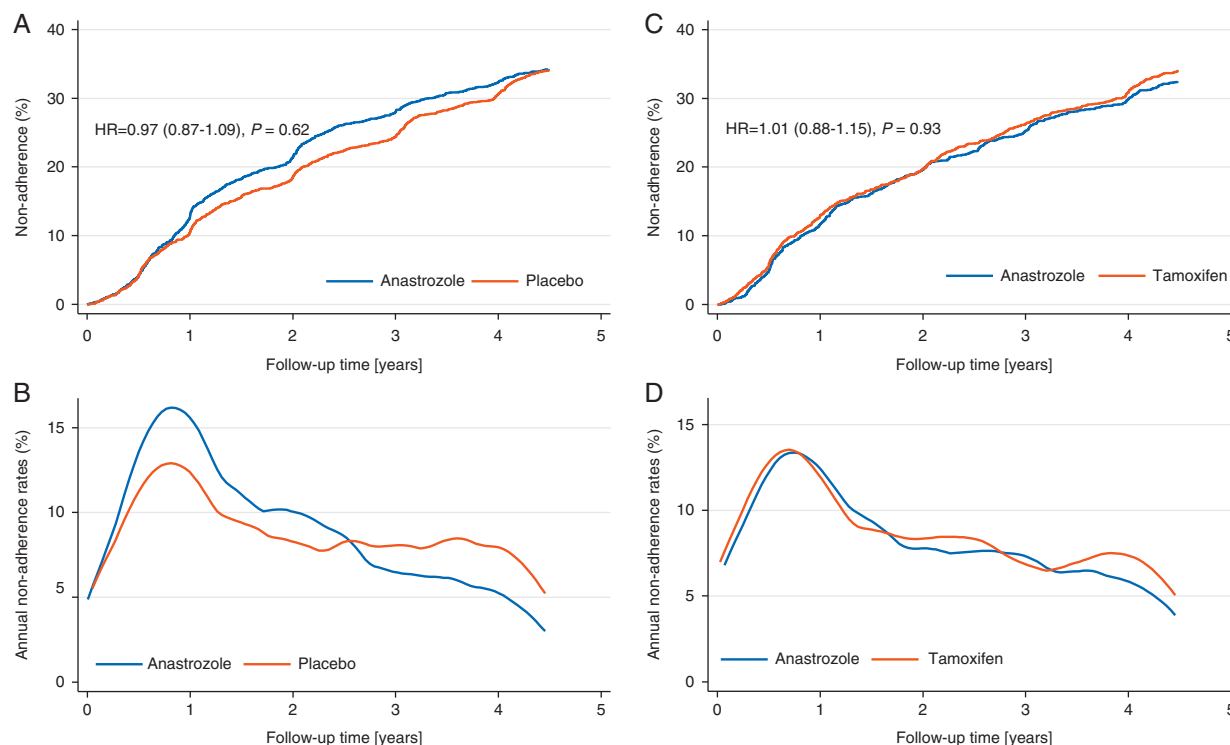 A
Non-adherence (%)
40
30
20
10
0
HR=0.97 (0.87-1.09), P = 0.62
Anastrozole Placebo
0 1 2 3 4 5
Follow-up time [years]
C
Non-adherence (%)
40
30
20
10
0
HR=1.01 (0.88-1.15), P = 0.93
Anastrozole Tamoxifen
0 1 2 3 4 5
Follow-up time [years]
B
Annual non-adherence rates (%)
15
10
5
0
Anastrozole Placebo
0 1 2 3 4 5
Follow-up time [years]
D
Annual non-adherence rates (%)
15
10
5
0
Anastrozole Tamoxifen
0 1 2 3 4 5
Follow-up time [years]